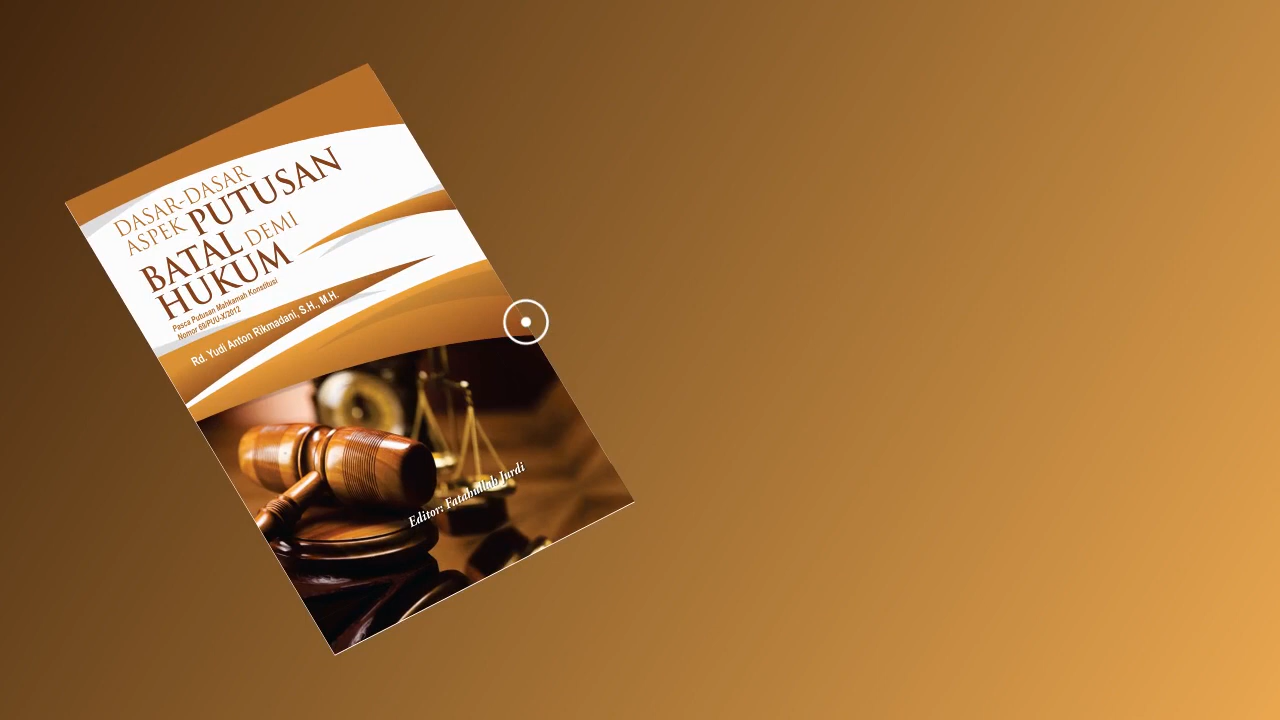 DASAR-DASAR
ASPEK PUTUSAN
BATAL DEMI
HUKUM
Pasca Putusan Mahkamah Konstitusi
Nomor 69/PUU-X/2012
Rd. Yudi Anton Rikmadani, S.H., M.H.
Editor: Fatahullah Jurdi